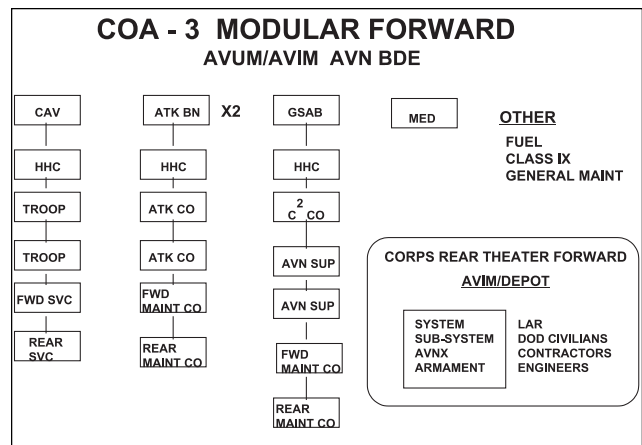 COA - 3 MODULAR FORWARD
AVUM/AVIM AVN BDE
CAV
HHC
TROOP
TROOP
FWD SVC
REAR
SVC
ATK BN X2
HHC
ATK CO
ATK CO
FWD
MAINT CO
REAR
MAINT CO
GSAB
HHC
C2 CO
AVN SUP
AVN SUP
FWD
MAINT CO
REAR
MAINT CO
MED
OTHER
FUEL
CLASS IX
GENERAL MAINT
CORPS REAR THEATER FORWARD
AVIM/DEPOT
SYSTEM
SUB-SYSTEM
AVNX
ARMAMENT
LAR
DOD CIVILIANS
CONTRACTORS
ENGINEERS